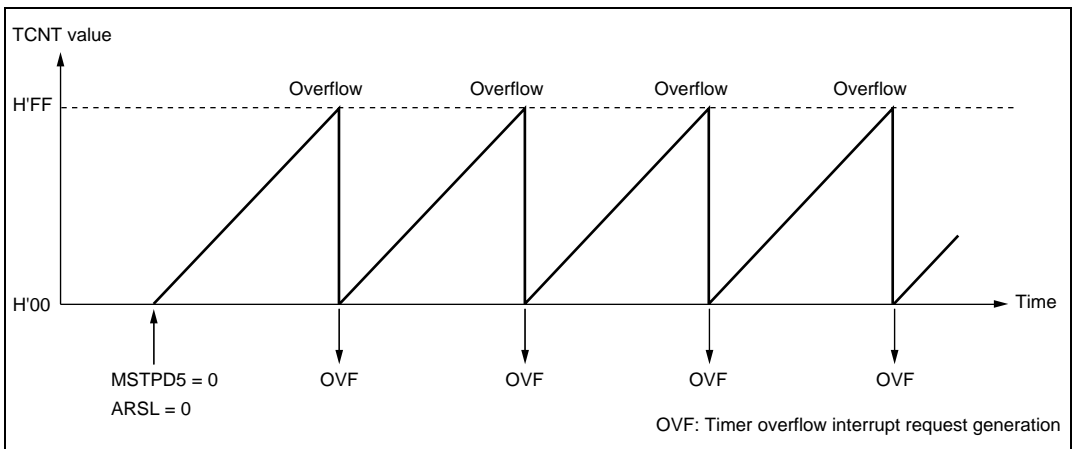 TCNT value
Overflow Overflow Overflow Overflow
H'FF
H'00
Time
MSTPD5 = 0 OVF OVF OVF OVF
ARSL = 0
OVF: Timer overflow interrupt request generation